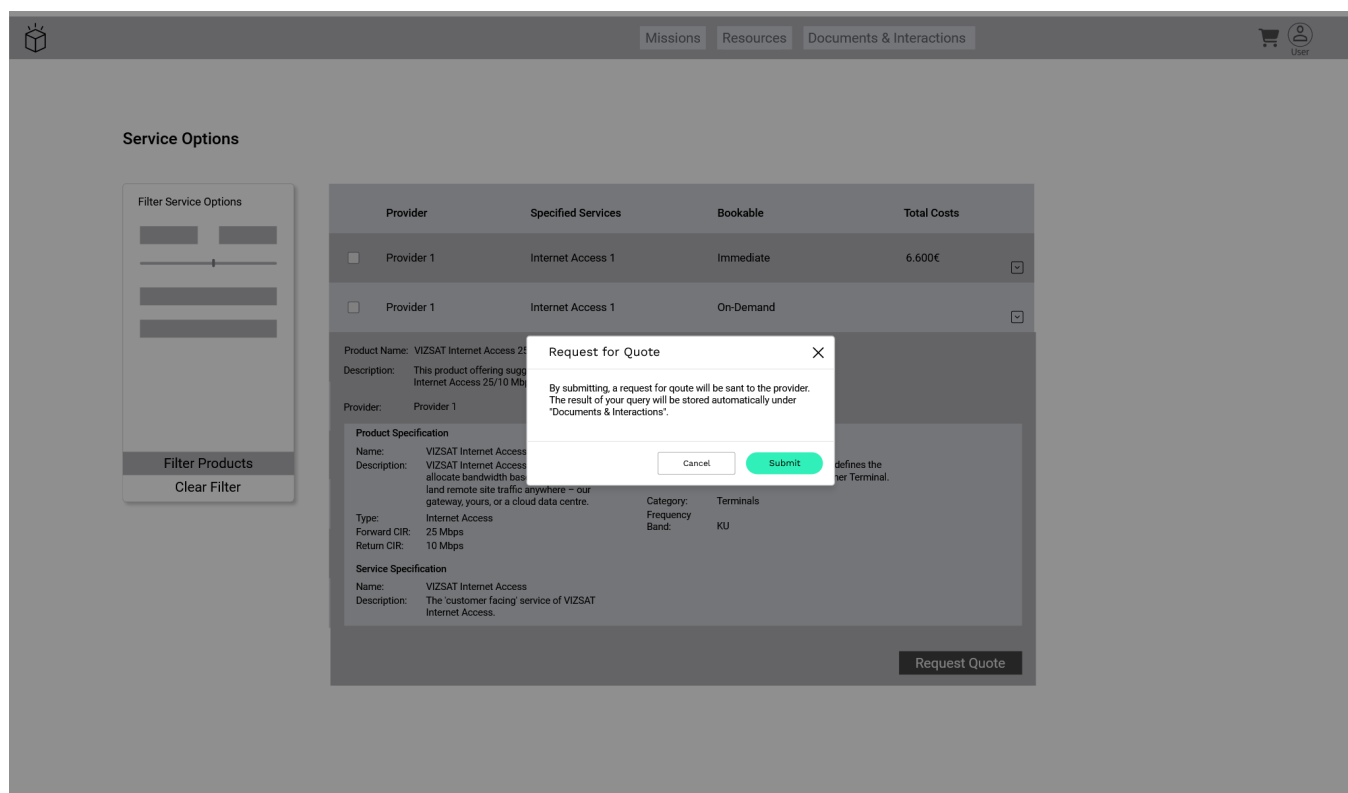 Missions Resources Documents & Interactions
User
Service Options
Filter Service Options
Filter Products
Clear Filter
Provider Specified Services Bookable Total Costs
Provider 1 Internet Access 1 Immediate 6.600€
Provider 1 Internet Access 1 On-Demand
Product Name: VIZSAT Internet Access
Description: This product offering
Internet Access 25/10
Provider: Provider 1
Request for Quote
By submitting, a request for qoute will be sant to the provider.
The result of your query will be stored automatically under
"Documents & Interactions".
Cancel Submit
Product Specification
Name: VIZSAT Internet Access
Description: VIZSAT Internet Access
allocate bandwidth
land remote site traffic anywhere – our
gateway, yours, or a cloud data centre.
Type: Internet Access
Forward CIR: 25 Mbps
Return CIR: 10 Mbps
defines the
Terminal.
Category: Terminals
Frequency
Band: KU
Service Specification
Name: VIZSAT Internet Access
Description: The 'customer facing' service of VIZSAT
Internet Access.
Request Quote